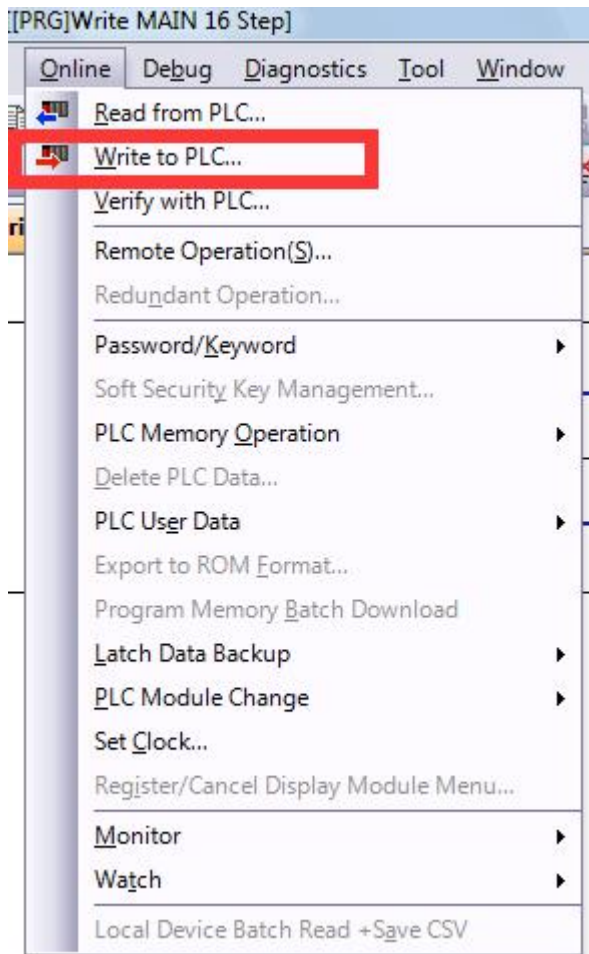 [[PRG]Write MAIN 16 Step]
Online Debug Diagnostics Tool Window
Read from PLC...
Write to PLC...
Verify with PLC...
ri
Remote Operation(S)...
Redundant Operation...
Password/Keyword
Soft Security Key Management...
PLC Memory Operation
Delete PLC Data...
PLC User Data
Export to ROM Format...
Program Memory Batch Download
Latch Data Backup
PLC Module Change
Set Clock...
Register/Cancel Display Module Menu...
Monitor
Watch
Local Device Batch Read +Save CSV